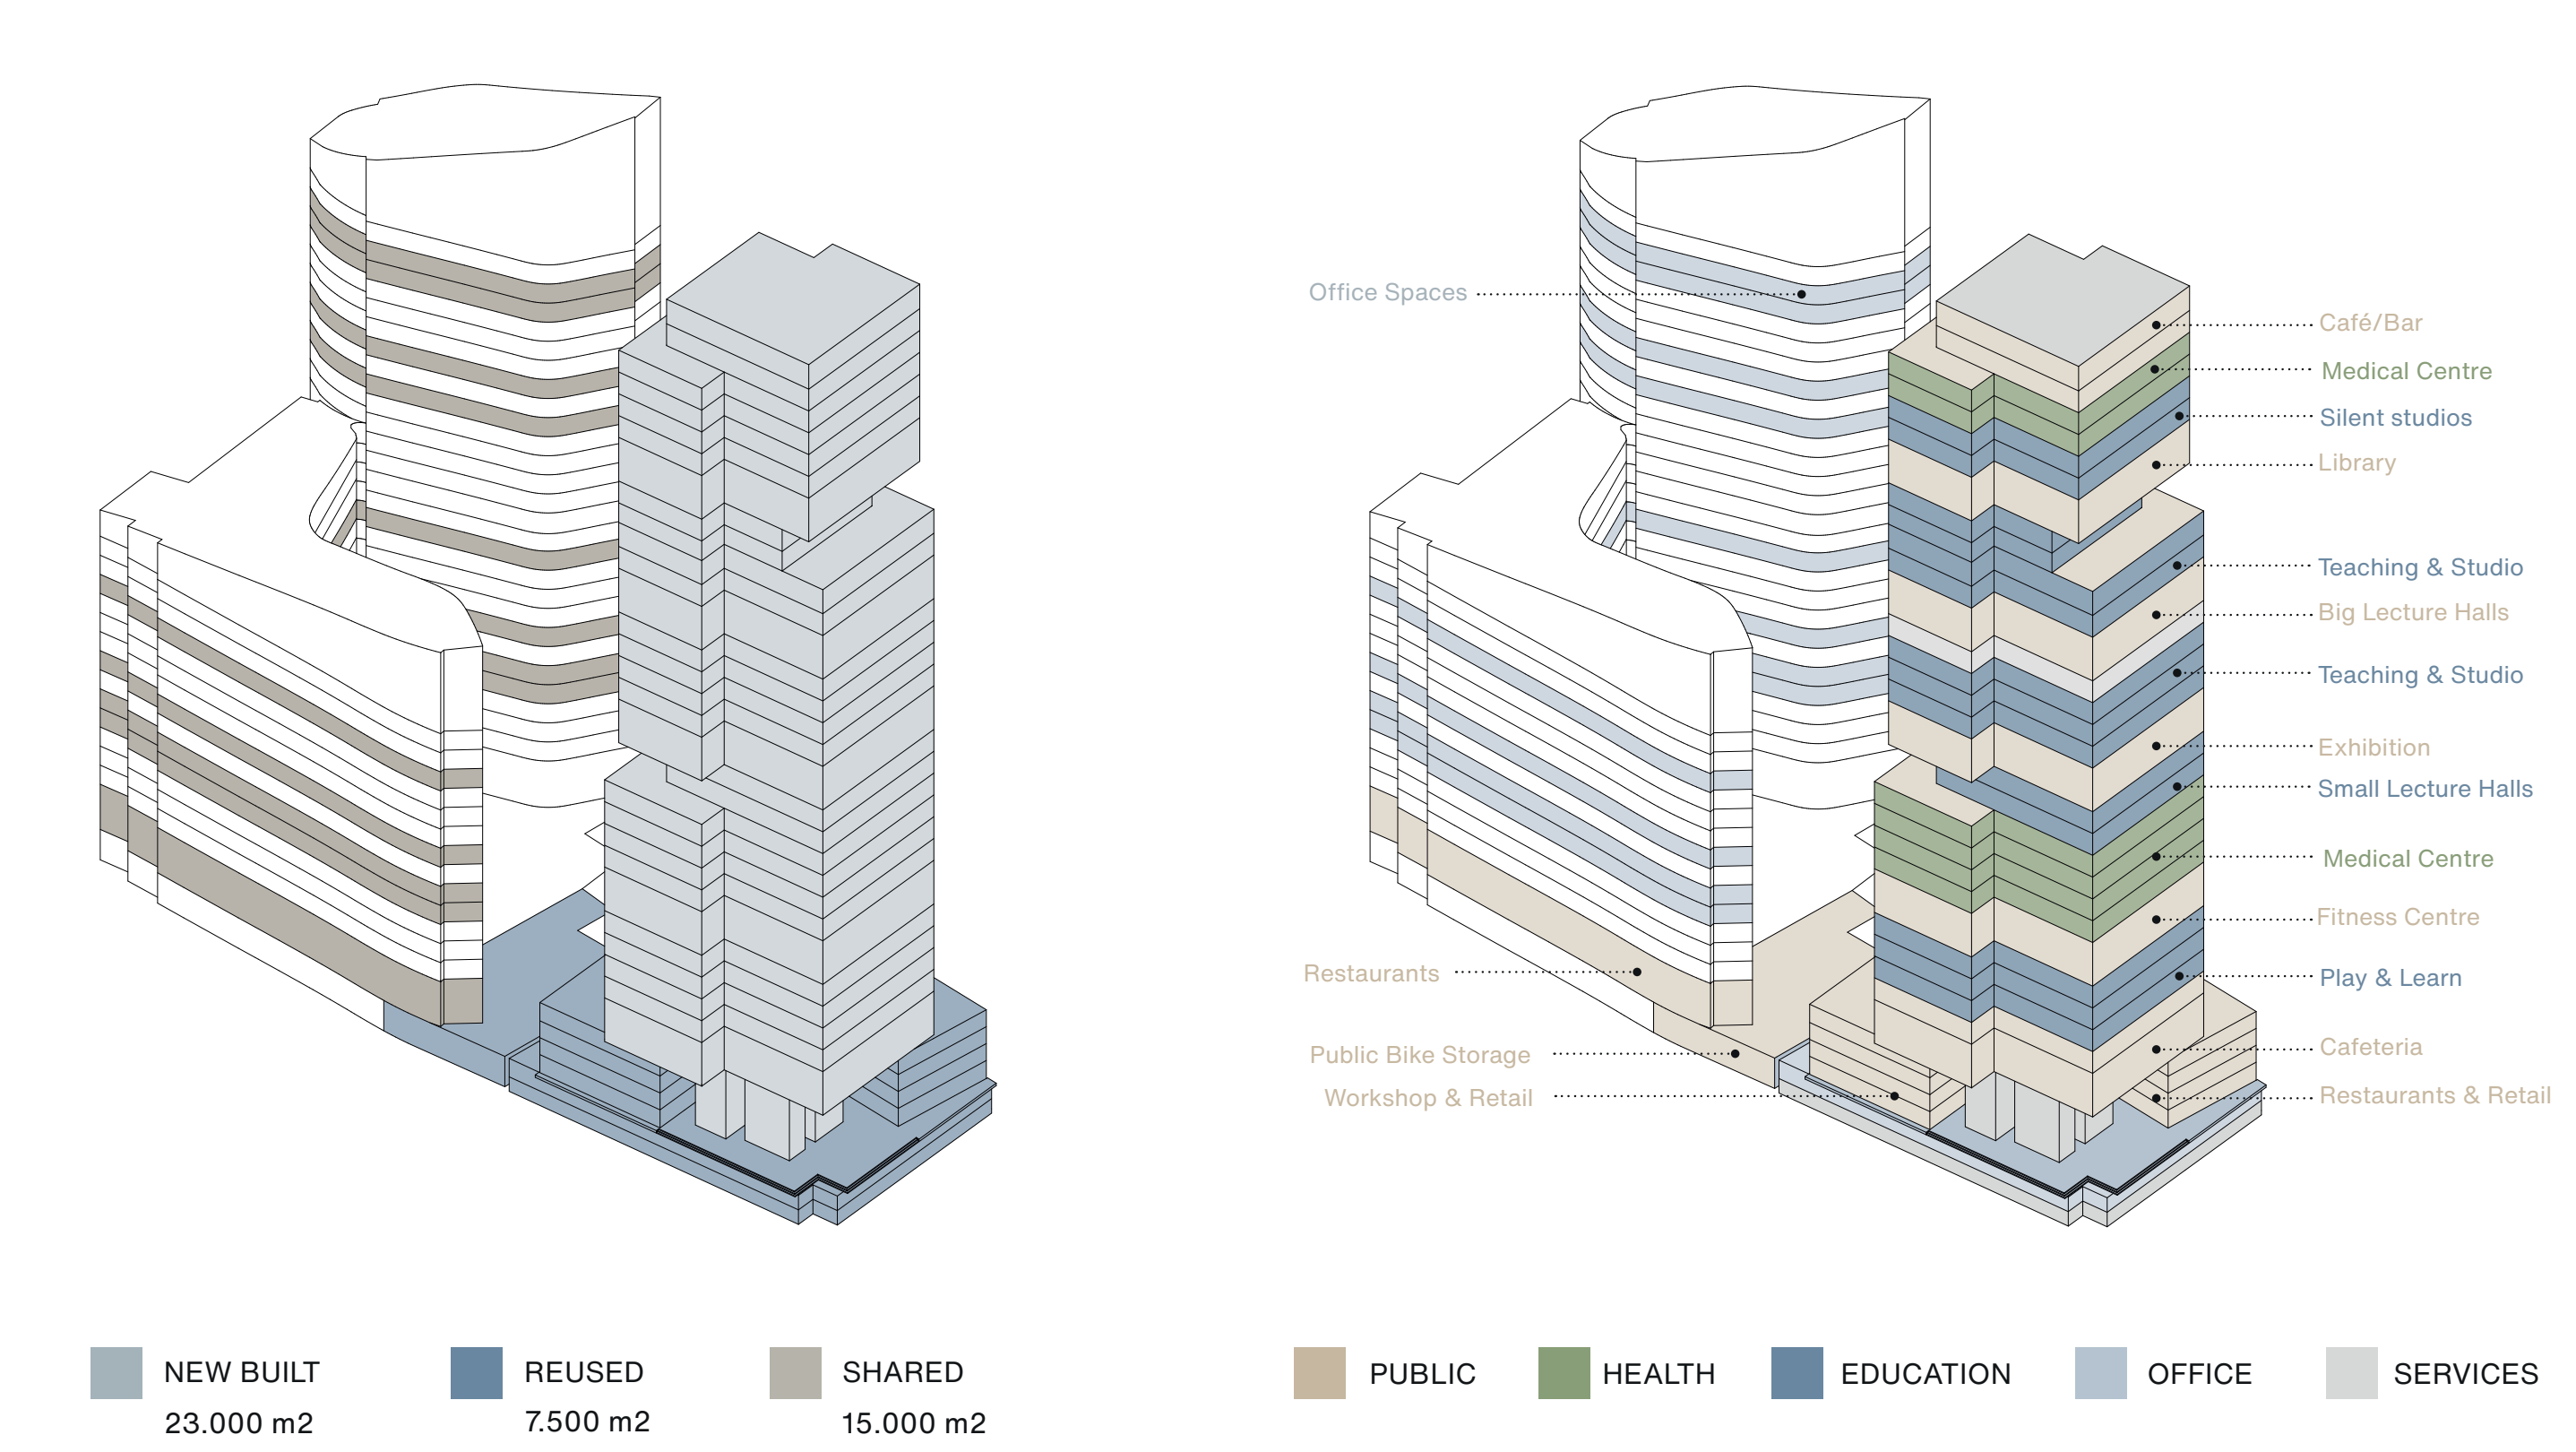 Office Spaces
Café/Bar
Medical Centre
Silent studios
Library
Teaching & Studio
Big Lecture Halls
Teaching & Studio
Exhibition
Small Lecture Halls
Medical Centre
Fitness Centre
Restaurants
Play & Learn
Public Bike Storage
Cafeteria
Workshop & Retail
Restaurants & Retail
NEW BUILT
23.000 m2
REUSED
7.500 m2
SHARED
15.000 m2
PUBLIC
HEALTH
EDUCATION
OFFICE
SERVICES